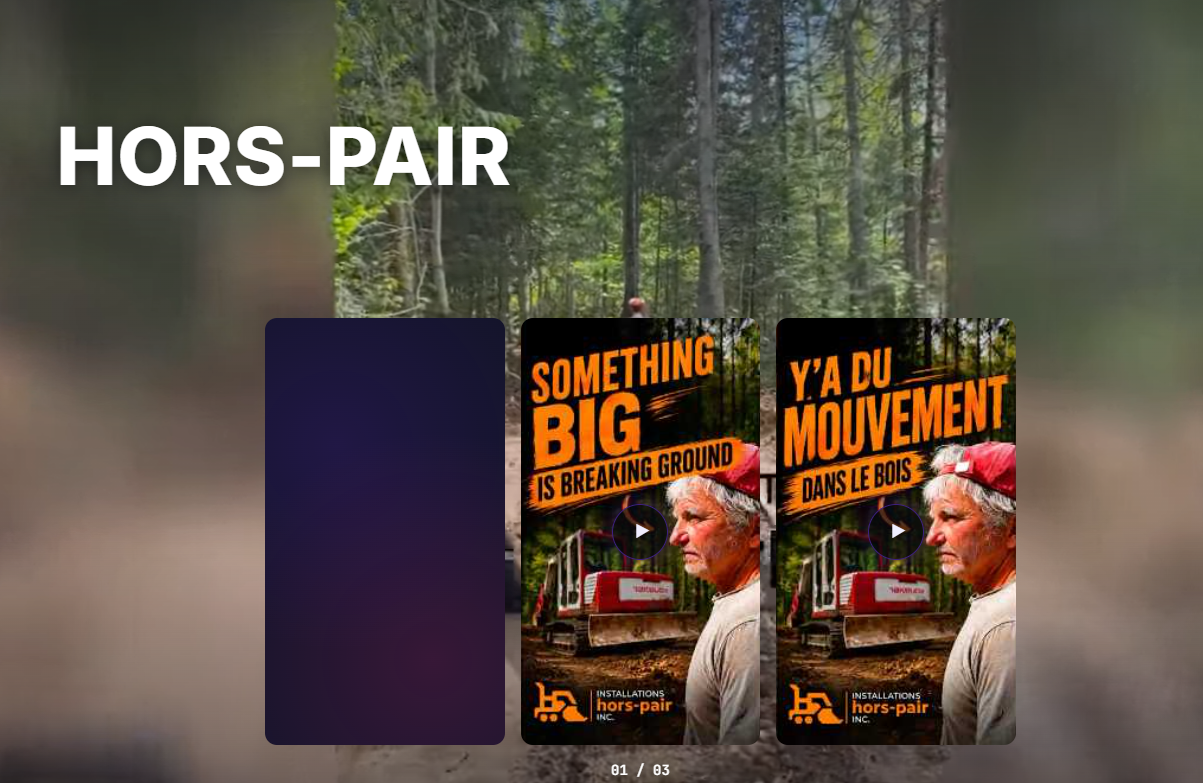 HORS-PAIR
SOMETHING
BIG
IS BREAKING GROUND
INSTALLATIONS
hors-pair
INC.
Y'A DU
MOUVEMENT
DANS LE BOIS
INSTALLATIONS
hors-pair
INC.
01 / 03